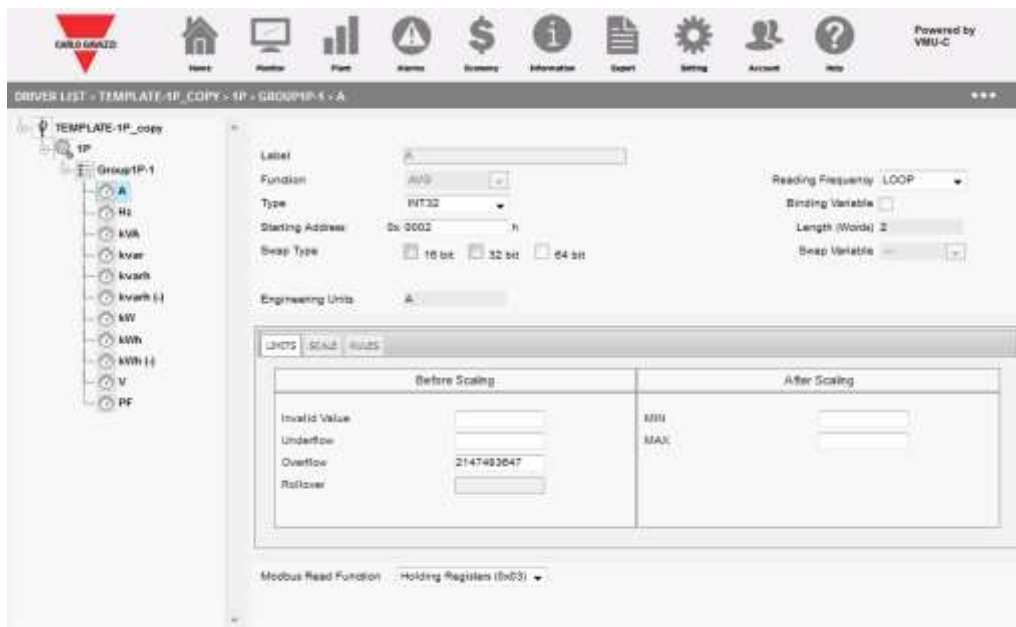 CARLO GAVAZZI
Home
Monitor
Plant
Alarms
Economy
Information
Export
Setting
Account
Help
Powered by
VMU-C
DRIVER LIST > TEMPLATE-1P_COPY > 1P > GROUP1P-1 > A
TEMPLATE-1P_copy
1P
Group1P-1
A
Hz
kVA
kvar
kvarh
kvarh (-)
kW
kWh
kWh (-)
V
PF
Label A
Function AVG Reading Frequency LOOP
Type INT32 Binding Variable
Starting Address 0x 0002 h Length (Words) 2
Swap Type 16 bit 32 bit 64 bit Swap Variable ---
Engineering Units A
LIMITS SCALE RULES
Before Scaling After Scaling
Invalid Value MIN
Underflow MAX
Overflow 2147483647
Rollover
Modbus Read Function Holding Registers (0x03)